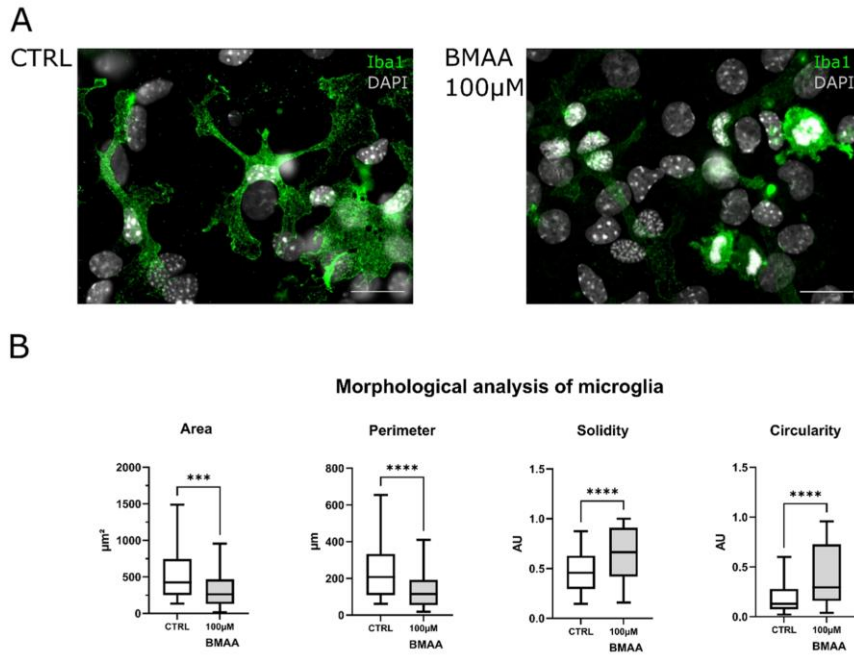 A
CTRL
Iba1
DAPI
BMAA
100µM
Iba1
DAPI
B
Morphological analysis of microglia
Area
2000
1500
1000
500
0
µm²
***
CTRL
100µM
BMAA
Perimeter
800
600
400
200
0
µm
****
CTRL
100µM
BMAA
Solidity
1.5
1.0
0.5
0.0
AU
****
CTRL
100µM
BMAA
Circularity
1.5
1.0
0.5
0.0
AU
****
CTRL
100µM
BMAA